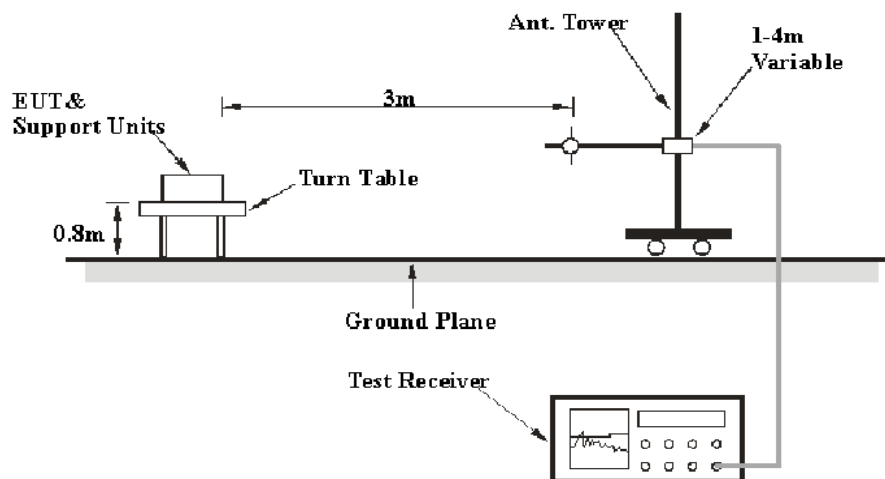 Ant. Tower
1-4m
Variable
3m
EUT&
Support Units
Turn Table
0.8m
Ground Plane
Test Receiver